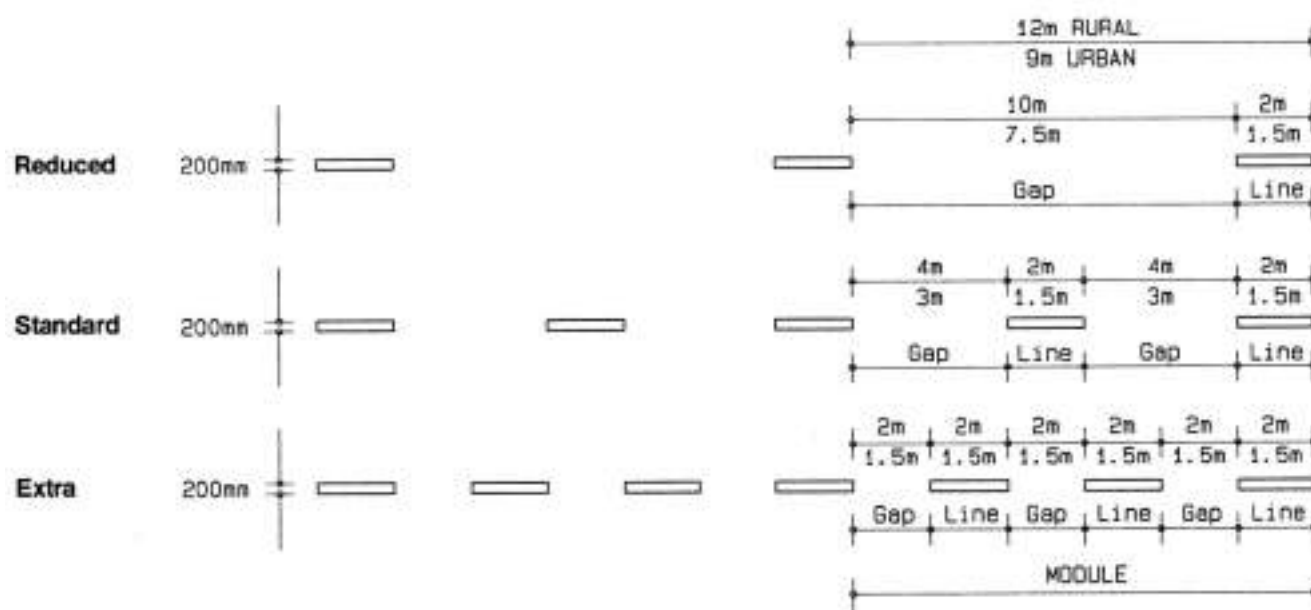 12m RURAL
9m URBAN
10m 2m
7.5m 1.5m
Reduced 200mm
Gap Line
4m 2m 4m 2m
3m 1.5m 3m 1.5m
Standard 200mm
Gap Line Gap Line
2m 2m 2m 2m 2m 2m
1.5m 1.5m 1.5m 1.5m 1.5m 1.5m
Extra 200mm
Gap Line Gap Line Gap Line
MODULE